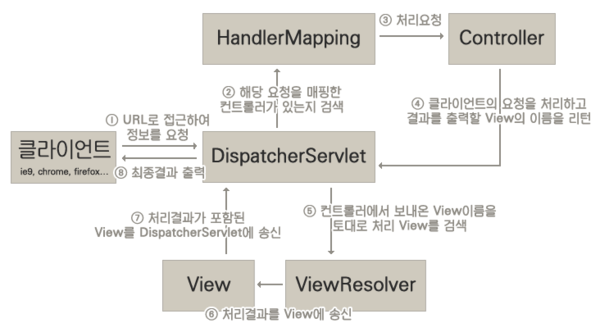 HandlerMapping
③ 처리요청
Controller
② 해당 요청을 매핑한
컨트롤러가 있는지 검색
④ 클라이언트의 요청을 처리하고
결과를 출력할 View의 이름을 리턴
① URL로 접근하여
정보를 요청
클라이언트
ie9, chrome, firefox...
DispatcherServlet
⑧ 최종결과 출력
⑦ 처리결과가 포함된
View를 DispatcherServlet에 송신
⑤ 컨트롤러에서 보내온 View이름을
토대로 처리 View를 검색
View
ViewResolver
⑥ 처리결과를 View에 송신